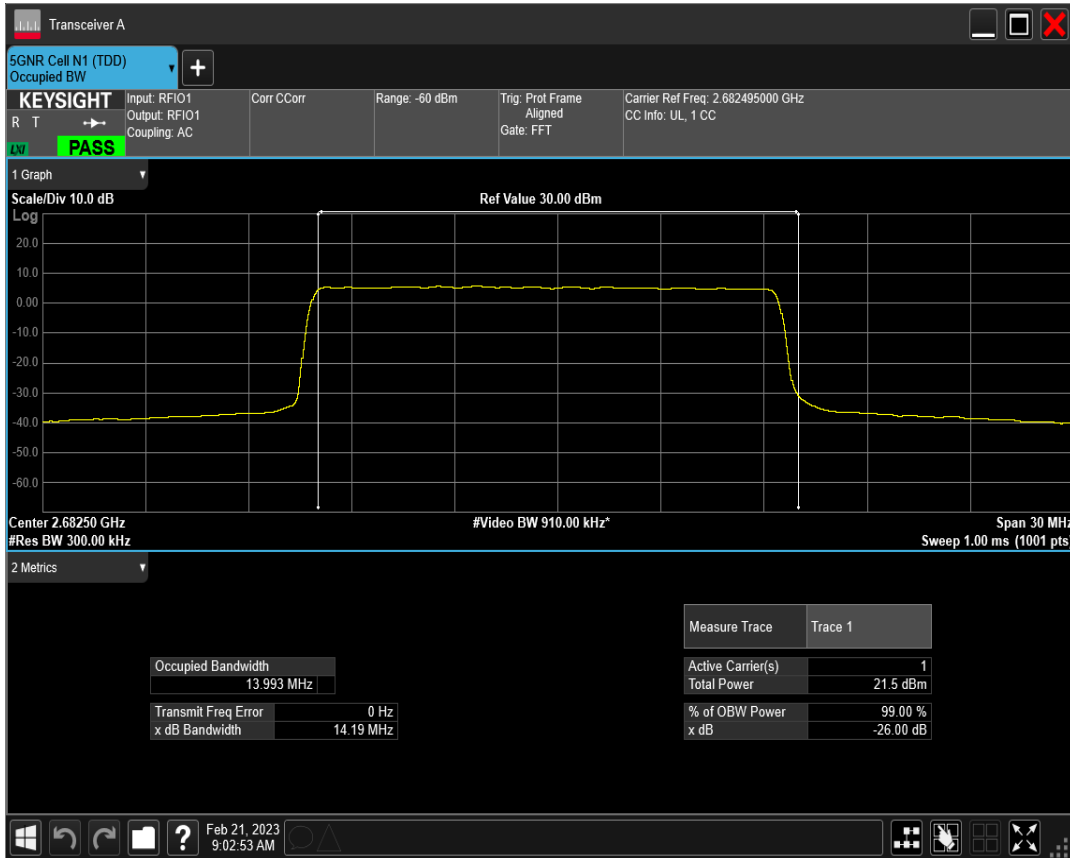 Transceiver A
5GNR Cell N1 (TDD)
Occupied BW
+
KEYSIGHT
R T
LXI
PASS
Input: RFIO1
Output: RFIO1
Coupling: AC
Corr CCorr
Range: -60 dBm
Trig: Prot Frame
Aligned
Gate: FFT
Carrier Ref Freq: 2.682495000 GHz
CC Info: UL, 1 CC
1 Graph
Scale/Div 10.0 dB
Ref Value 30.00 dBm
Log
20.0
10.0
0.00
-10.0
-20.0
-30.0
-40.0
-50.0
-60.0
Center 2.68250 GHz
#Video BW 910.00 kHz*
Span 30 MHz
#Res BW 300.00 kHz
Sweep 1.00 ms (1001 pts)
2 Metrics
Measure Trace Trace 1
Occupied Bandwidth
13.993 MHz
Active Carrier(s) 1
Total Power 21.5 dBm
Transmit Freq Error 0 Hz
x dB Bandwidth 14.19 MHz
% of OBW Power 99.00 %
x dB -26.00 dB
?
Feb 21, 2023
9:02:53 AM